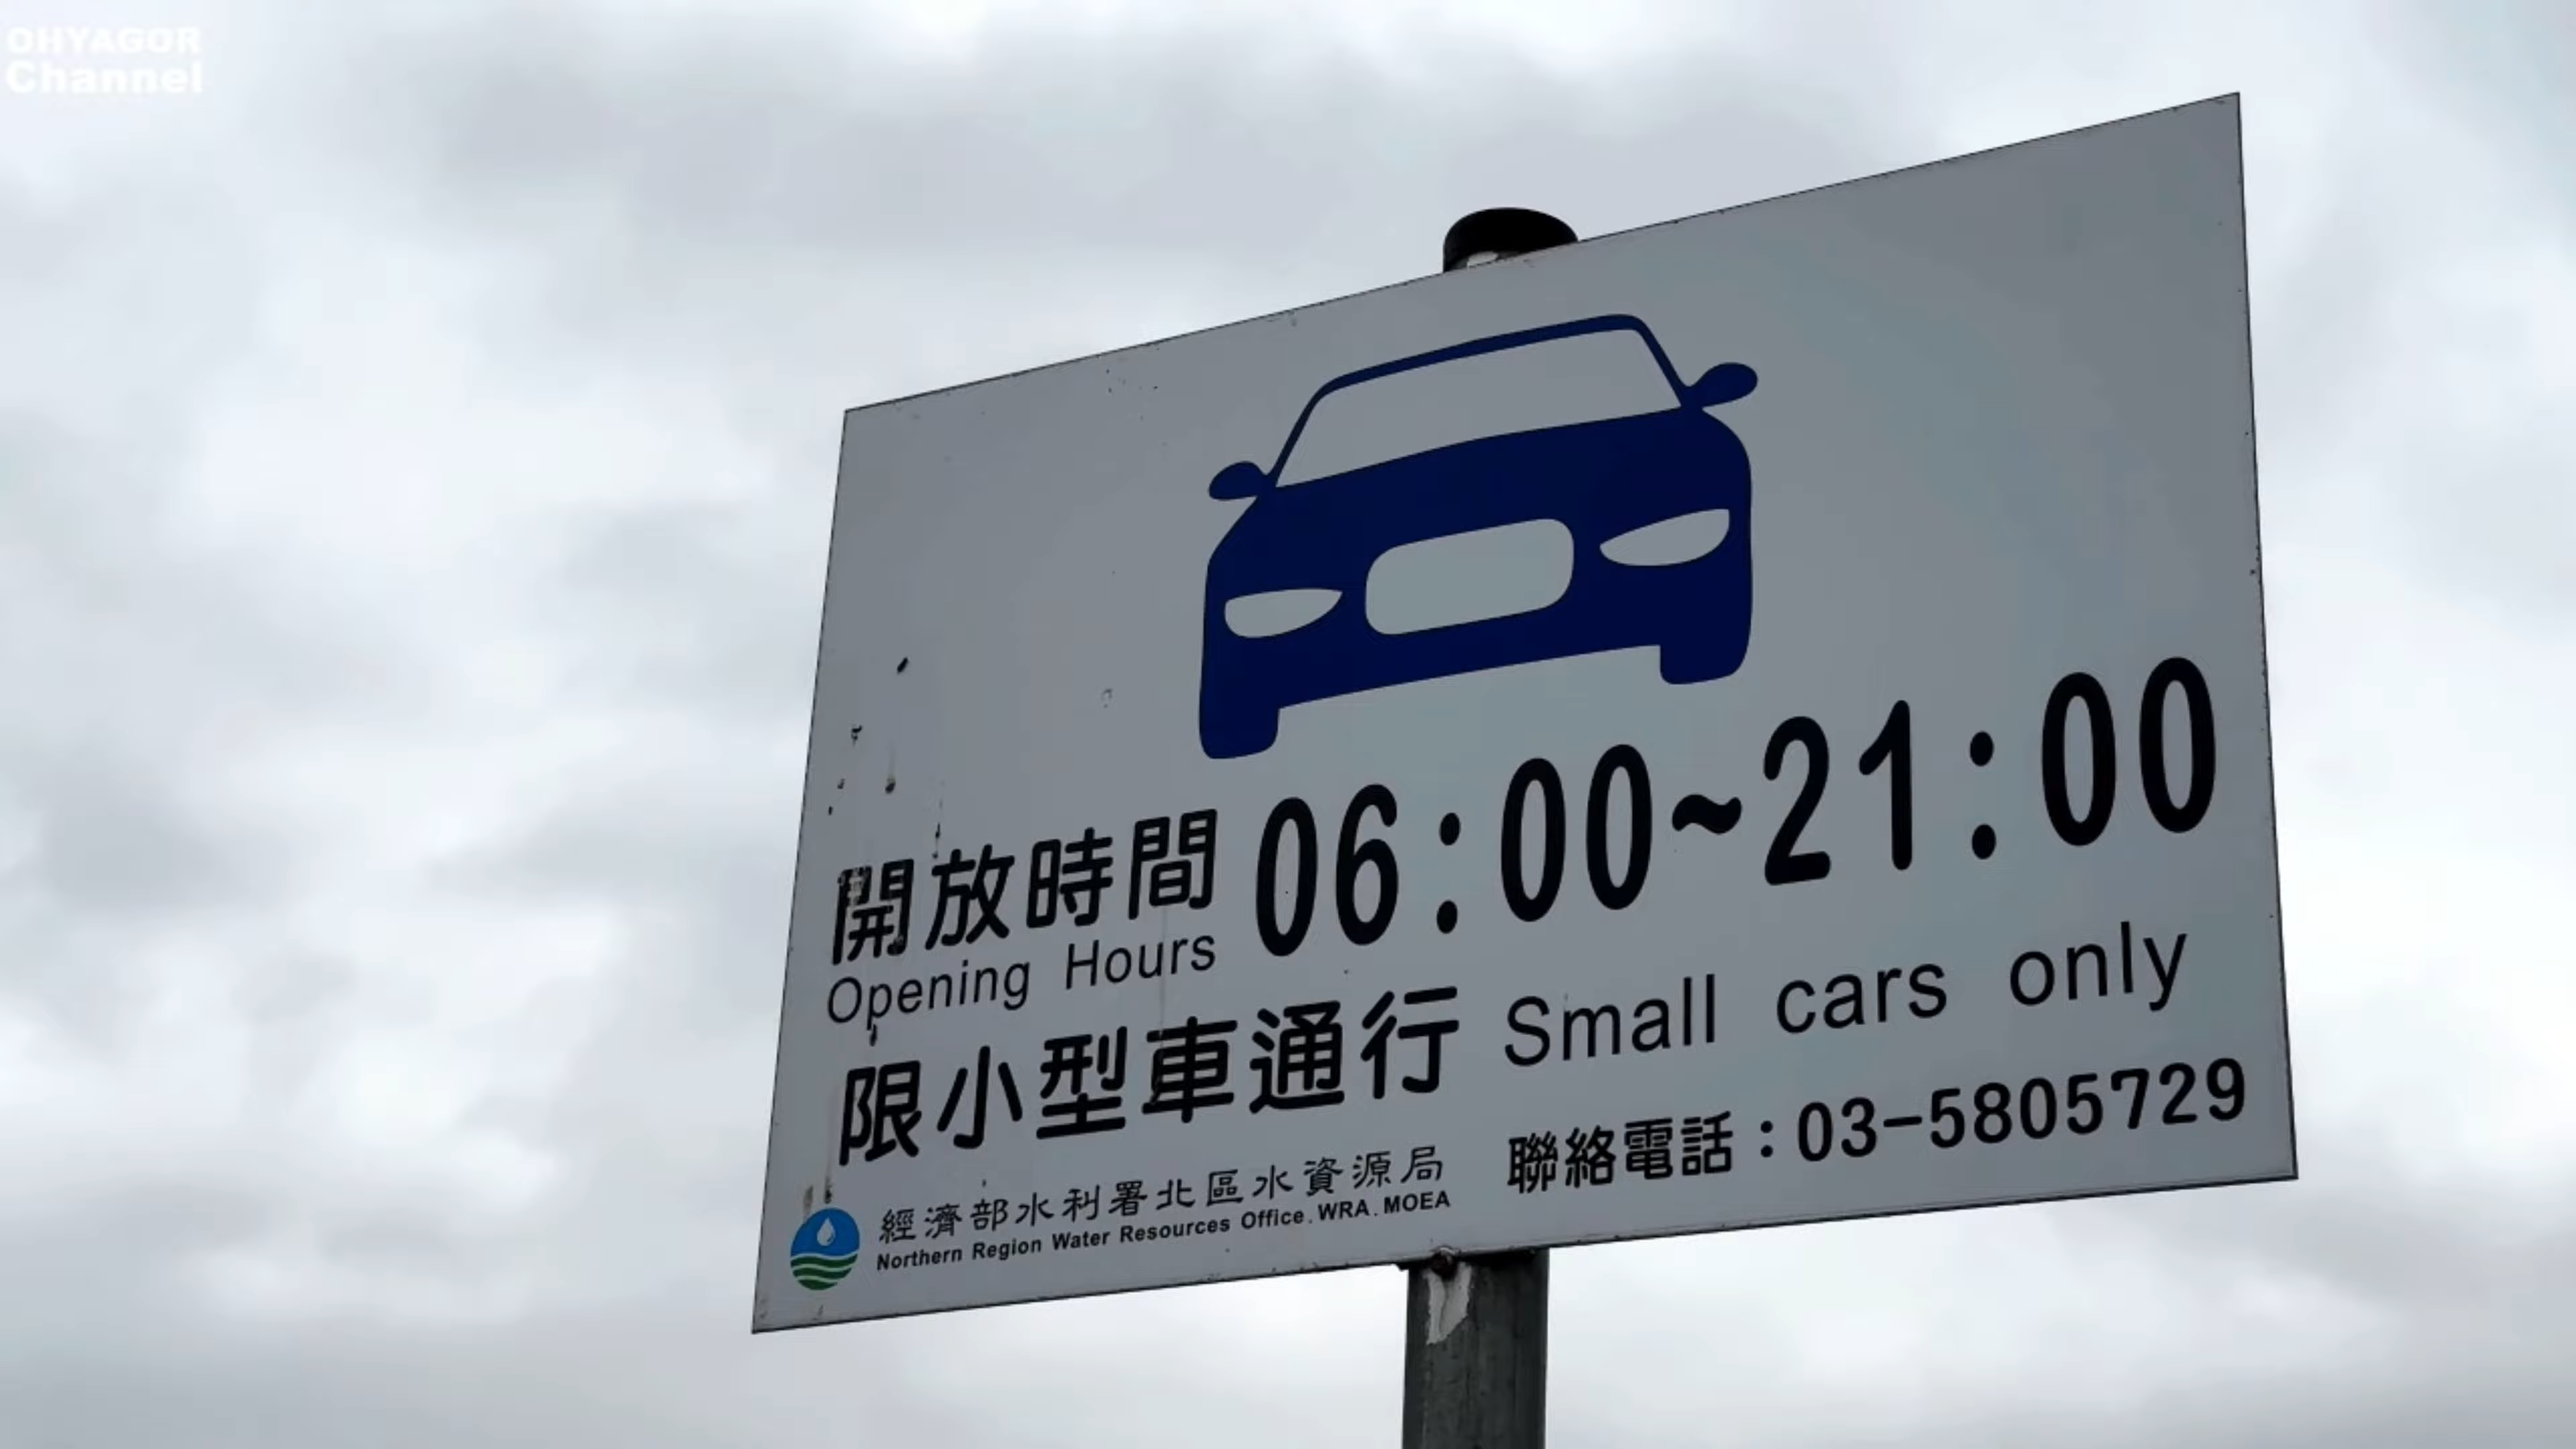 OHYAGOR
Channel
開放時間 06:00~21:00
Opening Hours
限小型車通行 Small cars only
經濟部水利署北區水資源局
Northern Region Water Resources Office.WRA.MOEA
聯絡電話：03-5805729